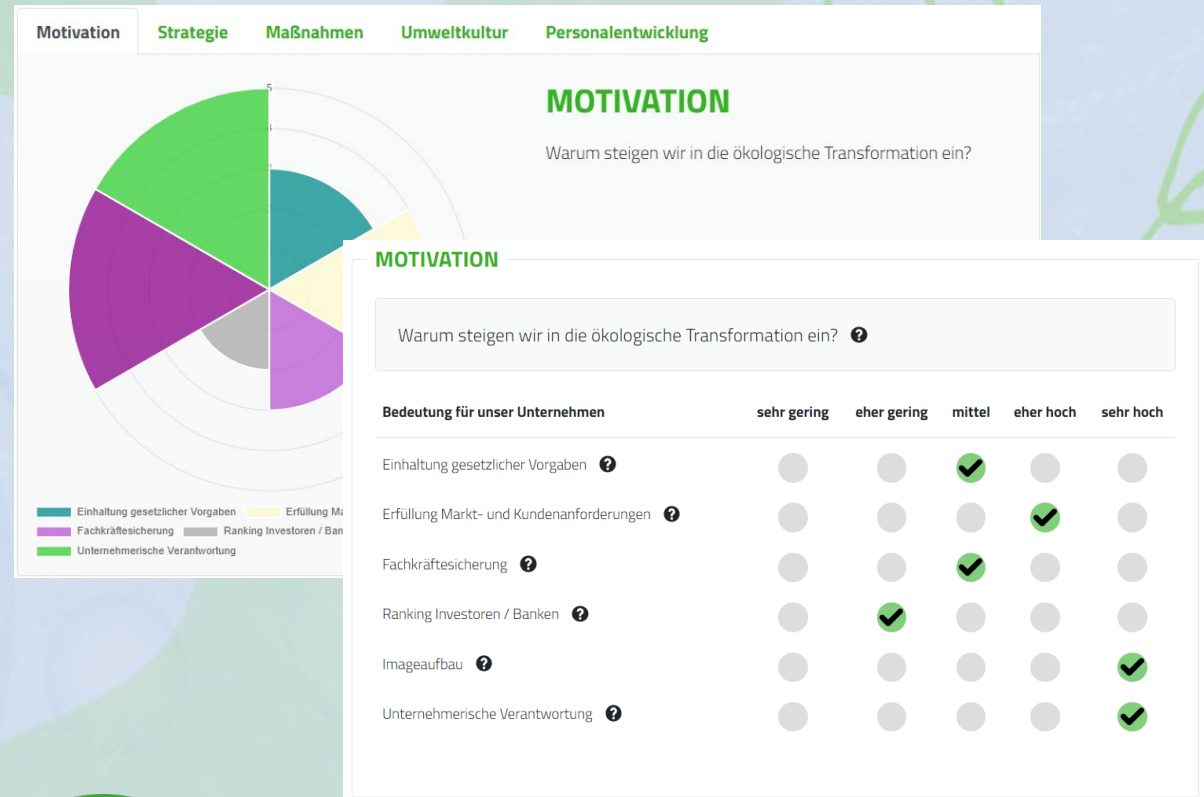 Motivation Strategie Maßnahmen Umweltkultur Personalentwicklung
MOTIVATION
Warum steigen wir in die ökologische Transformation ein?
5
Einhaltung gesetzlicher Vorgaben Erfüllung
Fachkräftesicherung Ranking Investoren /
Unternehmerische Verantwortung
MOTIVATION
Warum steigen wir in die ökologische Transformation ein? ?
Bedeutung für unser Unternehmen sehr gering eher gering mittel eher hoch sehr hoch
Einhaltung gesetzlicher Vorgaben ?
Erfüllung Markt- und Kundenanforderungen ?
Fachkräftesicherung ?
Ranking Investoren / Banken ?
Imageaufbau ?
Unternehmerische Verantwortung ?